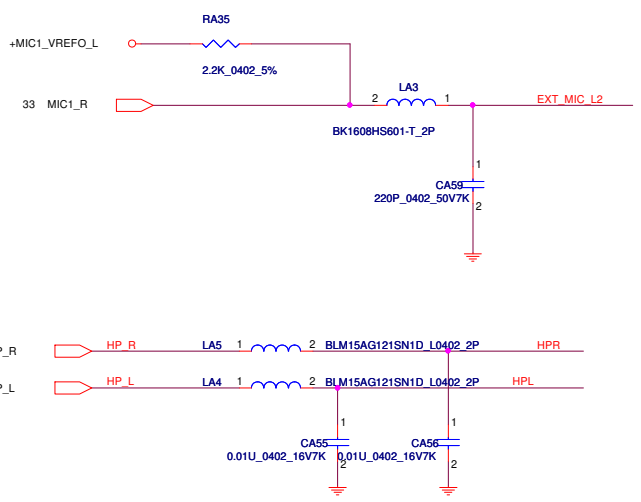 RA35
+MIC1_VREFO_L
2.2K_0402_5%
LA3
33 MIC1_R 2 1 EXT_MIC_L2
BK1608HS601-T_2P
1
CA59
220P_0402_50V7K
2
P_R HP_R LA5 1 2 BLM15AG121SN1D_L0402_2P HPR
P_L HP_L LA4 1 2 BLM15AG121SN1D_L0402_2P HPL
1 1
CA55 CA56
0.01U_0402_16V7K 0.01U_0402_16V7K
2 2